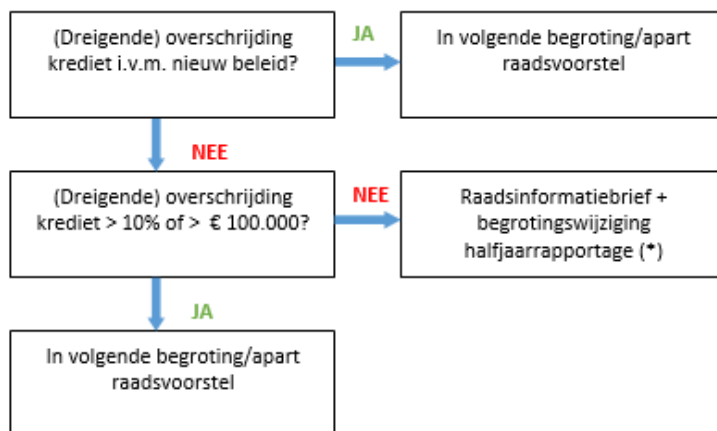 (Dreigende) overschrijding
krediet i.v.m. nieuw beleid?
JA
In volgende begroting/apart
raadsvoorstel
NEE
(Dreigende) overschrijding
krediet > 10% of > € 100.000?
NEE
Raadsinformatiebrief +
begrotingswijziging
halfjaarrapportage (*)
JA
In volgende begroting/apart
raadsvoorstel